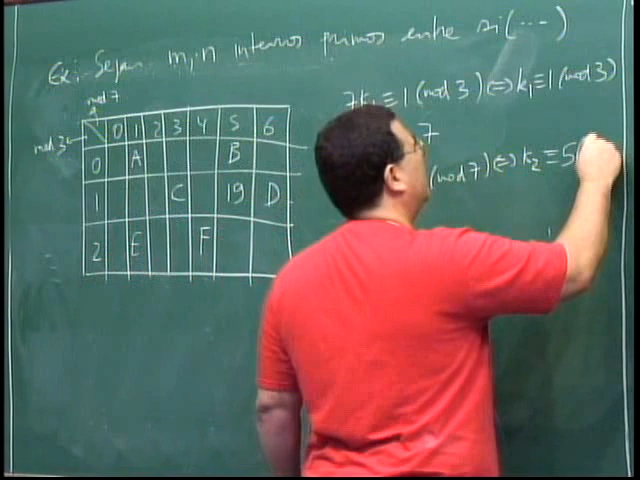 Ex: Sejam m, n inteiros primos entre si (...)
mod 7
mod 3
0 1 2 3 4 5 6
0 A B
1 C 19 D
2 E F
7k₁ ≡ 1 (mod 3) ⇔ k₁ ≡ 1 (mod 3)
7
(mod 7) ⇔ k₂ ≡ 5